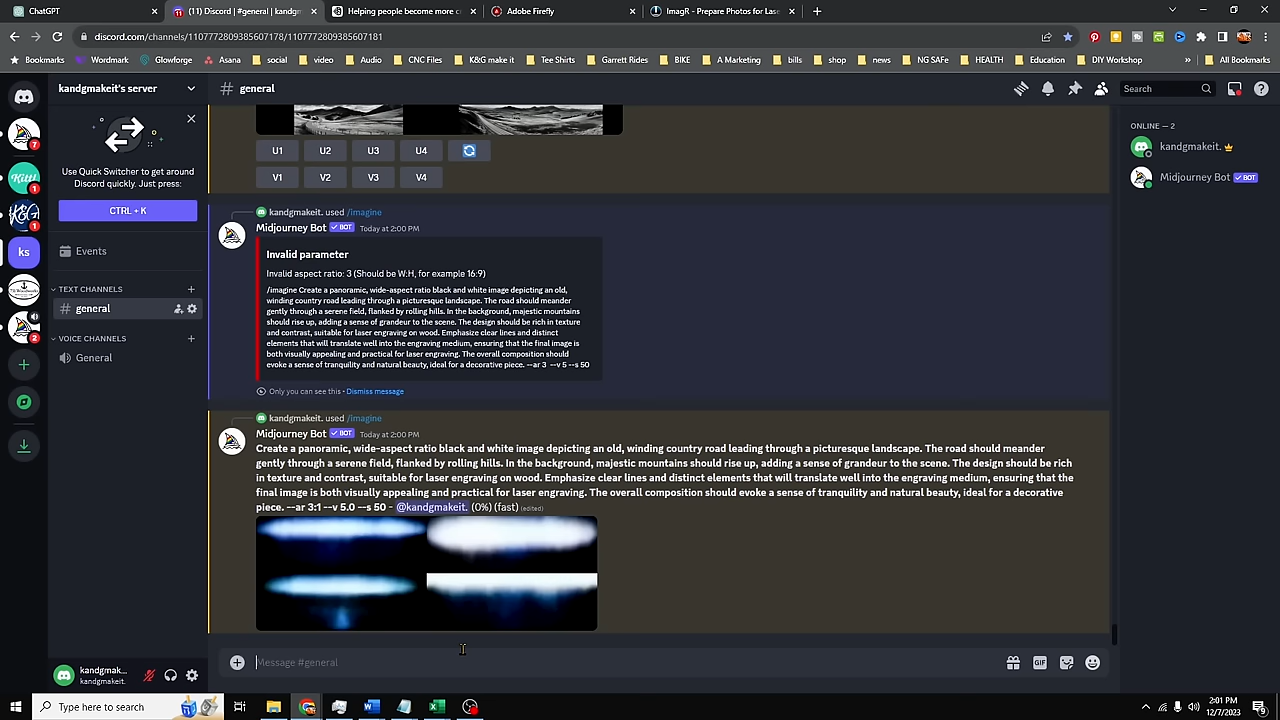 ChatGPT
(11) Discord | #general | kandgm
Helping people become more c
Adobe Firefly
ImagR - Prepare Photos for Lase
discord.com/channels/1107772809385607178/1107772809385607181
Bookmarks
Wordmark
Glowforge
Asana
social
video
Audio
CNC Files
K&G make it
Tee Shirts
Garrett Rides
BIKE
A Marketing
bills
shop
news
NG SAFe
Home
HEALTH
Education
DIY Workshop
»
All Bookmarks
kandgmakeit's server
# general
Search
Use Quick Switcher to get around
Discord quickly. Just press:
CTRL + K
Events
TEXT CHANNELS
# general
VOICE CHANNELS
General
7
1
K&G
1
ks
2
U1 U2 U3 U4
V1 V2 V3 V4
kandgmakeit. used /imagine
Midjourney Bot ✓ BOT Today at 2:00 PM
Invalid parameter
Invalid aspect ratio: 3 (Should be W:H, for example 16:9)
/imagine Create a panoramic, wide-aspect ratio black and white image depicting an old,
winding country road leading through a picturesque landscape. The road should meander
gently through a serene field, flanked by rolling hills. In the background, majestic mountains
should rise up, adding a sense of grandeur to the scene. The design should be rich in texture
and contrast, suitable for laser engraving on wood. Emphasize clear lines and distinct
elements that will translate well into the engraving medium, ensuring that the final image is
both visually appealing and practical for laser engraving. The overall composition should
evoke a sense of tranquility and natural beauty, ideal for a decorative piece. --ar 3 --v 5 --s 50
Only you can see this • Dismiss message
kandgmakeit. used /imagine
Midjourney Bot ✓ BOT Today at 2:00 PM
Create a panoramic, wide-aspect ratio black and white image depicting an old, winding country road leading through a picturesque landscape. The road should meander
gently through a serene field, flanked by rolling hills. In the background, majestic mountains should rise up, adding a sense of grandeur to the scene. The design should be rich
in texture and contrast, suitable for laser engraving on wood. Emphasize clear lines and distinct elements that will translate well into the engraving medium, ensuring that the
final image is both visually appealing and practical for laser engraving. The overall composition should evoke a sense of tranquility and natural beauty, ideal for a decorative
piece. --ar 3:1 --v 5.0 --s 50 - @kandgmakeit. (0%) (fast) (edited)
Message #general
GIF
ONLINE — 2
kandgmakeit.
Midjourney Bot ✓ BOT
kandgmak...
kandgmakeit.
Type here to search
2:01 PM
12/7/2023